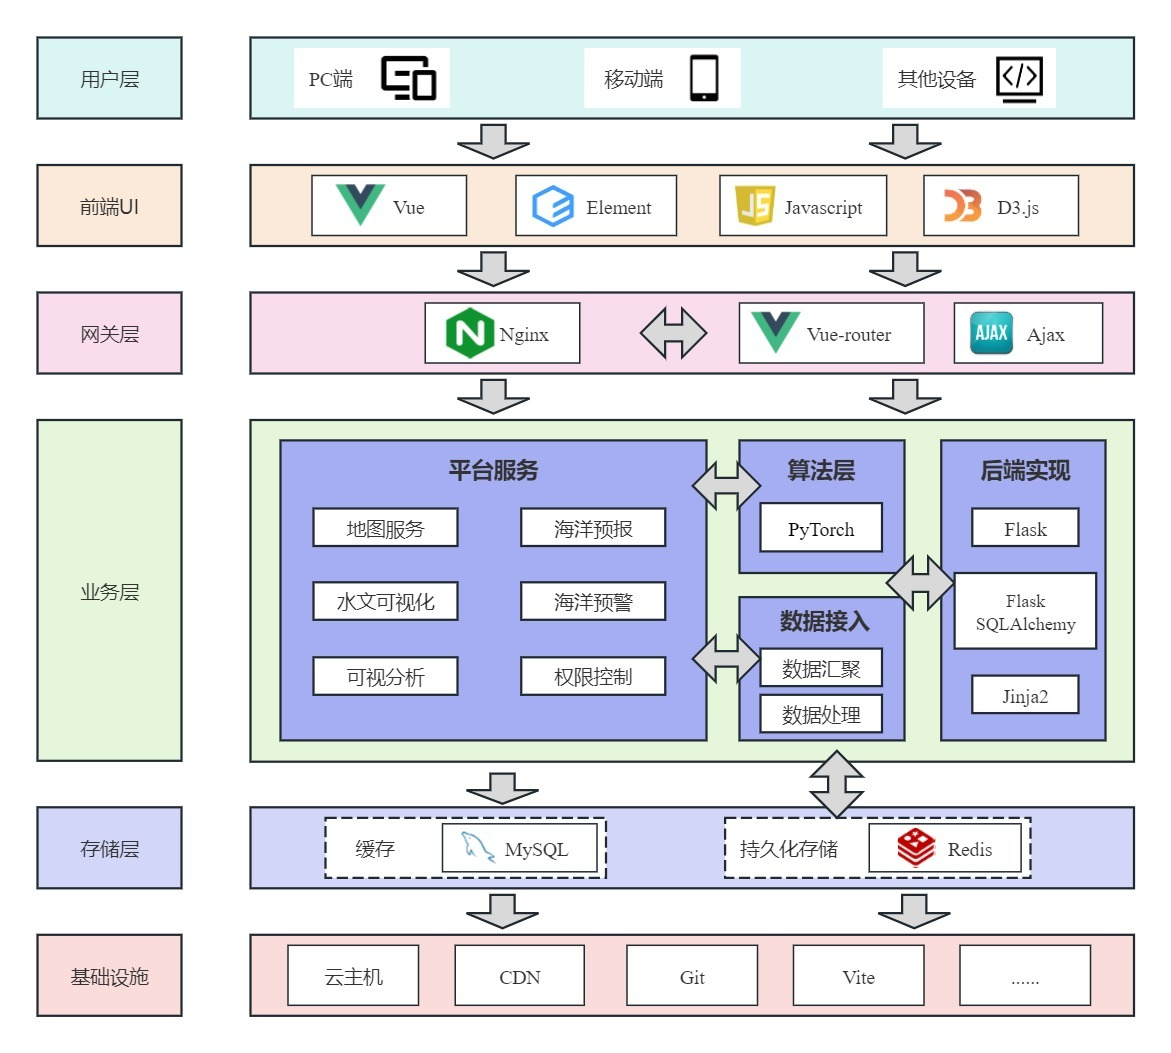 用户层
PC端
移动端
其他设备
</>
前端UI
Vue
Element
JS
Javascript
D3
D3.js
网关层
N
Nginx
Vue-router
AJAX
Ajax
业务层
平台服务
地图服务
海洋预报
水文可视化
海洋预警
可视分析
权限控制
算法层
PyTorch
数据接入
数据汇聚
数据处理
后端实现
Flask
Flask
SQLAlchemy
Jinja2
存储层
缓存
MySQL
持久化存储
Redis
基础设施
云主机
CDN
Git
Vite
......